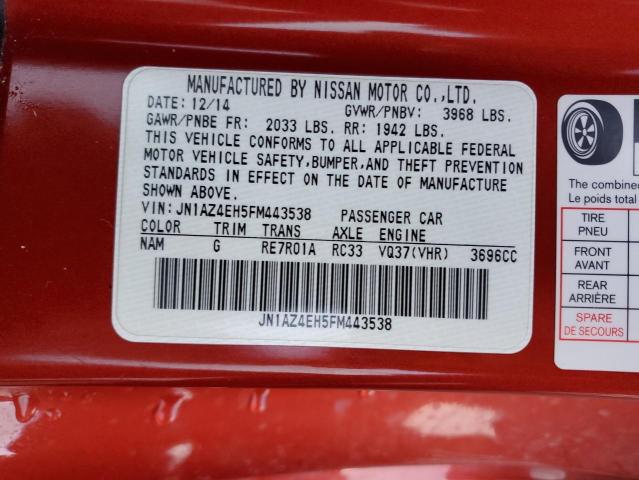 MANUFACTURED BY NISSAN MOTOR CO.,LTD.
DATE: 12/14 GVWR/PNBV: 3968 LBS.
GAWR/PNBE FR: 2033 LBS. RR: 1942 LBS.
THIS VEHICLE CONFORMS TO ALL APPLICABLE FEDERAL
MOTOR VEHICLE SAFETY,BUMPER,AND THEFT PREVENTION
STANDARDS IN EFFECT ON THE DATE OF MANUFACTURE
SHOWN ABOVE.
VIN: JN1AZ4EH5FM443538 PASSENGER CAR
COLOR TRIM TRANS AXLE ENGINE
NAM G RE7R01A RC33 VQ37(VHR) 3696CC
JN1AZ4EH5FM443538
The combined
Le poids total
TIRE
PNEU
FRONT
AVANT
REAR
ARRIÈRE
SPARE
DE SECOURS